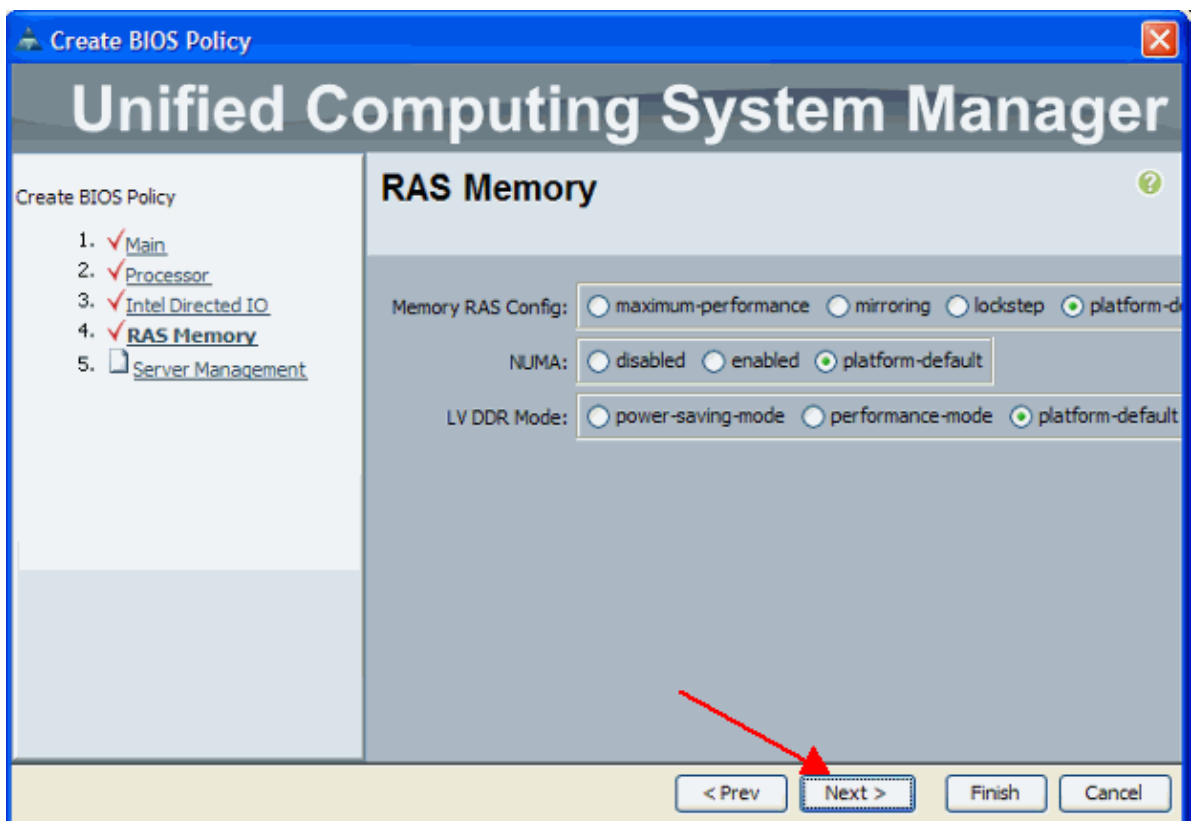 Create BIOS Policy
Unified Computing System Manager
Create BIOS Policy
1. Main
2. Processor
3. Intel Directed IO
4. RAS Memory
5. Server Management
RAS Memory
?
Memory RAS Config: maximum-performance mirroring lockstep platform-d
NUMA: disabled enabled platform-default
LV DDR Mode: power-saving-mode performance-mode platform-default
< Prev Next > Finish Cancel